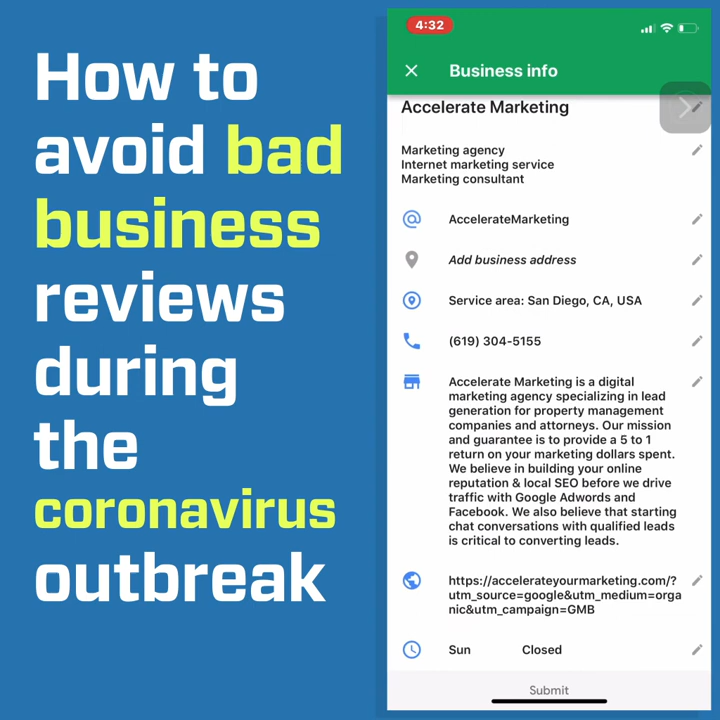 How to
avoid bad
business
reviews
during
the
coronavirus
outbreak
4:32
Business info
Accelerate Marketing
Marketing agency
Internet marketing service
Marketing consultant
AccelerateMarketing
Add business address
Service area: San Diego, CA, USA
(619) 304-5155
Accelerate Marketing is a digital
marketing agency specializing in lead
generation for property management
companies and attorneys. Our mission
and guarantee is to provide a 5 to 1
return on your marketing dollars spent.
We believe in building your online
reputation & local SEO before we drive
traffic with Google Adwords and
Facebook. We also believe that starting
chat conversations with qualified leads
is critical to converting leads.
https://accelerateyourmarketing.com/?
utm_source=google&utm_medium=orga
nic&utm_campaign=GMB
Sun Closed
Submit